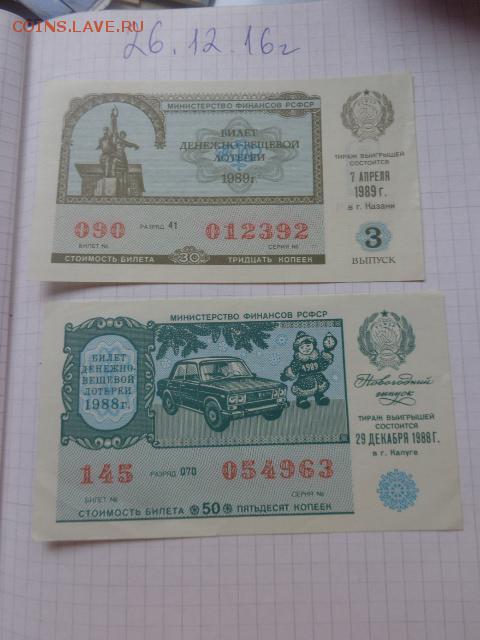 COINS.LAVE.RU
26.12.16г
МИНИСТЕРСТВО ФИНАНСОВ РСФСР
БИЛЕТ
ДЕНЕЖНО-ВЕЩЕВОЙ
ЛОТЕРЕИ
1989г.
ТИРАЖ ВЫИГРЫШЕЙ
СОСТОИТСЯ
7 АПРЕЛЯ
1989 г.
в г. Казани
3
ВЫПУСК
090 РАЗРЯД 41 012392
БИЛЕТ № СЕРИЯ №
СТОИМОСТЬ БИЛЕТА 30 ТРИДЦАТЬ КОПЕЕК
МИНИСТЕРСТВО ФИНАНСОВ РСФСР
БИЛЕТ
ДЕНЕЖНО-
ВЕЩЕВОЙ
ЛОТЕРЕИ
1988г.
1989
Новогодний
выпуск
ТИРАЖ ВЫИГРЫШЕЙ
СОСТОИТСЯ
29 ДЕКАБРЯ 1988 Г.
в г. Калуге
145 РАЗРЯД 070 054963
БИЛЕТ № СЕРИЯ №
СТОИМОСТЬ БИЛЕТА 50 ПЯТЬДЕСЯТ КОПЕЕК